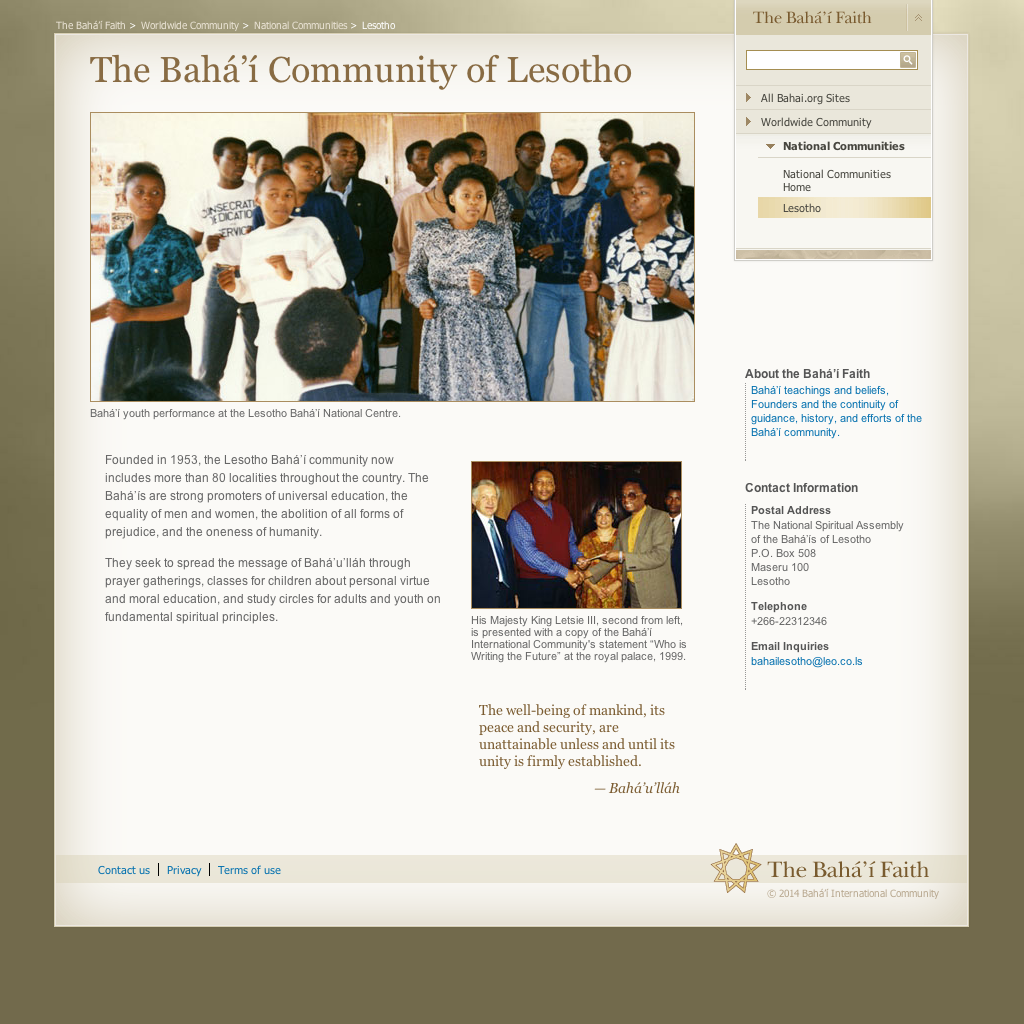 The Bahá’í Faith > Worldwide Community > National Communities > Lesotho
The Bahá’í Faith
The Bahá’í Community of Lesotho
All Bahai.org Sites
Worldwide Community
National Communities
National Communities
Home
Lesotho
CONSECRATE
DEDICATION
SERVICE
Bahá’í youth performance at the Lesotho Bahá’í National Centre.
Founded in 1953, the Lesotho Bahá’í community now
includes more than 80 localities throughout the country. The
Bahá’ís are strong promoters of universal education, the
equality of men and women, the abolition of all forms of
prejudice, and the oneness of humanity.
They seek to spread the message of Bahá’u’lláh through
prayer gatherings, classes for children about personal virtue
and moral education, and study circles for adults and youth on
fundamental spiritual principles.
His Majesty King Letsie III, second from left,
is presented with a copy of the Bahá’í
International Community's statement “Who is
Writing the Future” at the royal palace, 1999.
The well-being of mankind, its
peace and security, are
unattainable unless and until its
unity is firmly established.
— Bahá’u’lláh
About the Bahá’í Faith
Bahá’í teachings and beliefs,
Founders and the continuity of
guidance, history, and efforts of the
Bahá’í community.
Contact Information
Postal Address
The National Spiritual Assembly
of the Bahá’ís of Lesotho
P.O. Box 508
Maseru 100
Lesotho
Telephone
+266-22312346
Email Inquiries
bahailesotho@leo.co.ls
Contact us | Privacy | Terms of use
The Bahá’í Faith
© 2014 Bahá’í International Community